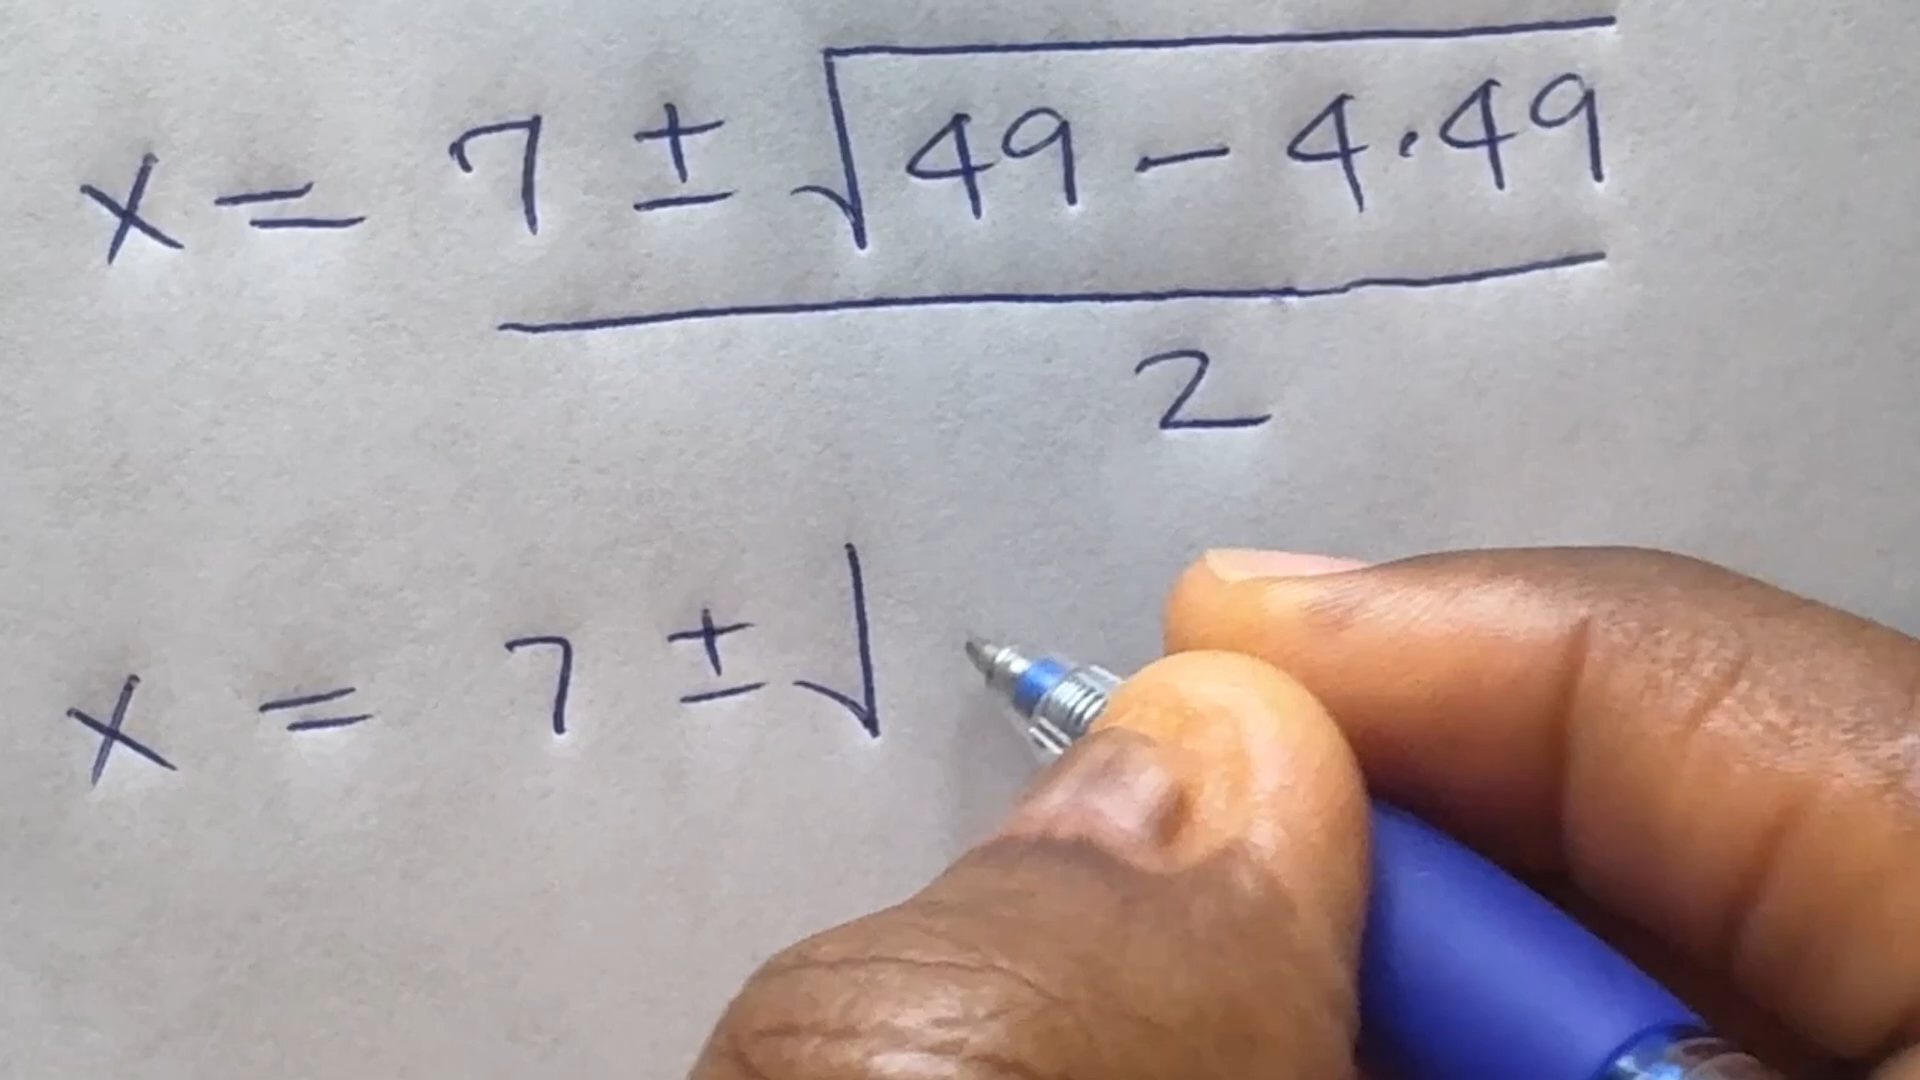 x = 7 ± √49 - 4.49
2
x = 7 ± √